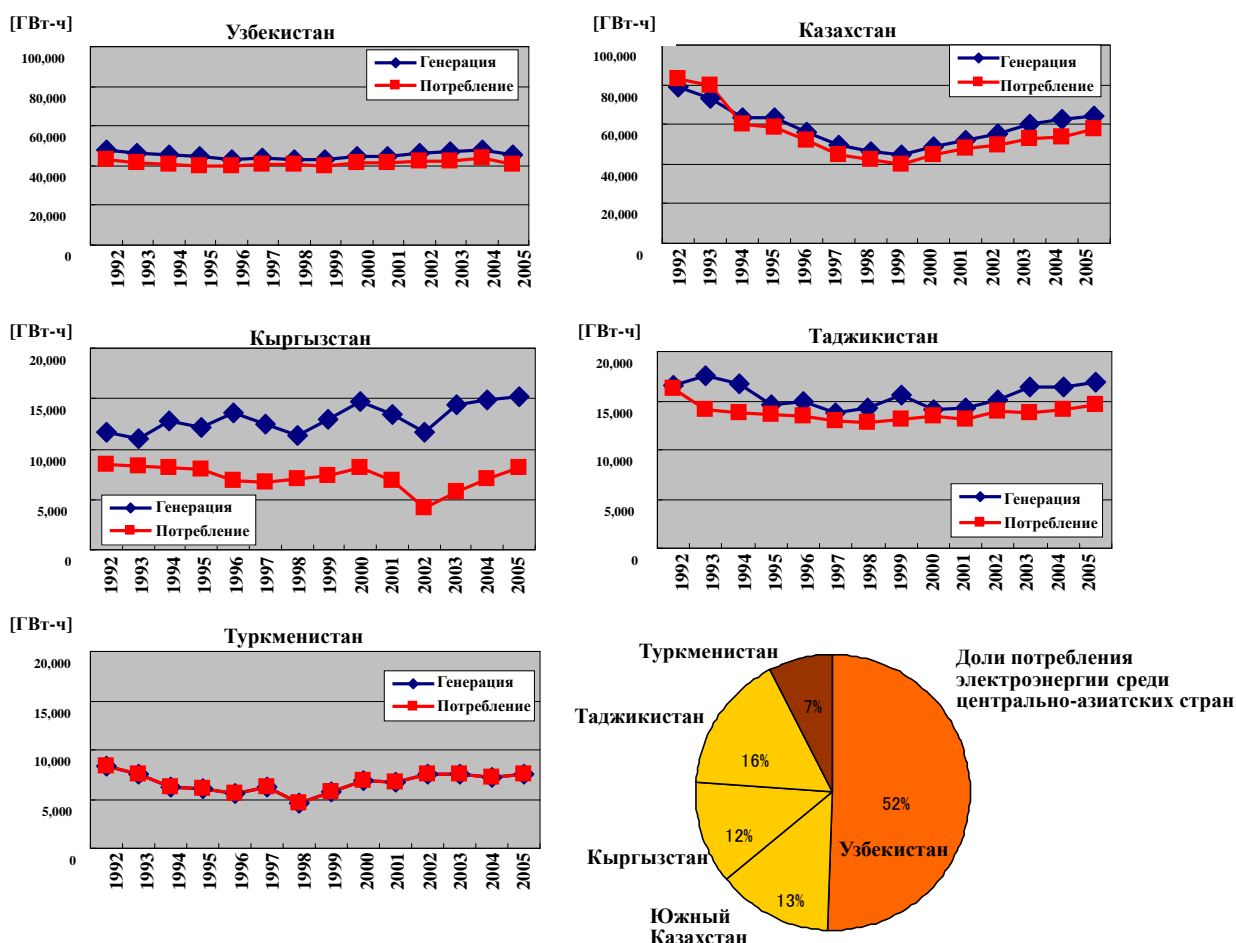 [ГВт-ч]
Узбекистан
100,000
80,000
60,000
40,000
20,000
0
Генерация
Потребление
1992 1993 1994 1995 1996 1997 1998 1999 2000 2001 2002 2003 2004 2005
[ГВт-ч]
Казахстан
100,000
80,000
60,000
40,000
20,000
0
Генерация
Потребление
1992 1993 1994 1995 1996 1997 1998 1999 2000 2001 2002 2003 2004 2005
[ГВт-ч]
Кыргызстан
20,000
15,000
10,000
5,000
0
Генерация
Потребление
1992 1993 1994 1995 1996 1997 1998 1999 2000 2001 2002 2003 2004 2005
[ГВт-ч]
Таджикистан
20,000
15,000
10,000
5,000
0
Генерация
Потребление
1992 1993 1994 1995 1996 1997 1998 1999 2000 2001 2002 2003 2004 2005
[ГВт-ч]
Туркменистан
20,000
15,000
10,000
5,000
0
Генерация
Потребление
1992 1993 1994 1995 1996 1997 1998 1999 2000 2001 2002 2003 2004 2005
Доли потребления
электроэнергии среди
центрально-азиатских стран
Туркменистан
7%
Таджикистан
16%
52%
Узбекистан
12%
Кыргызстан
13%
Южный
Казахстан